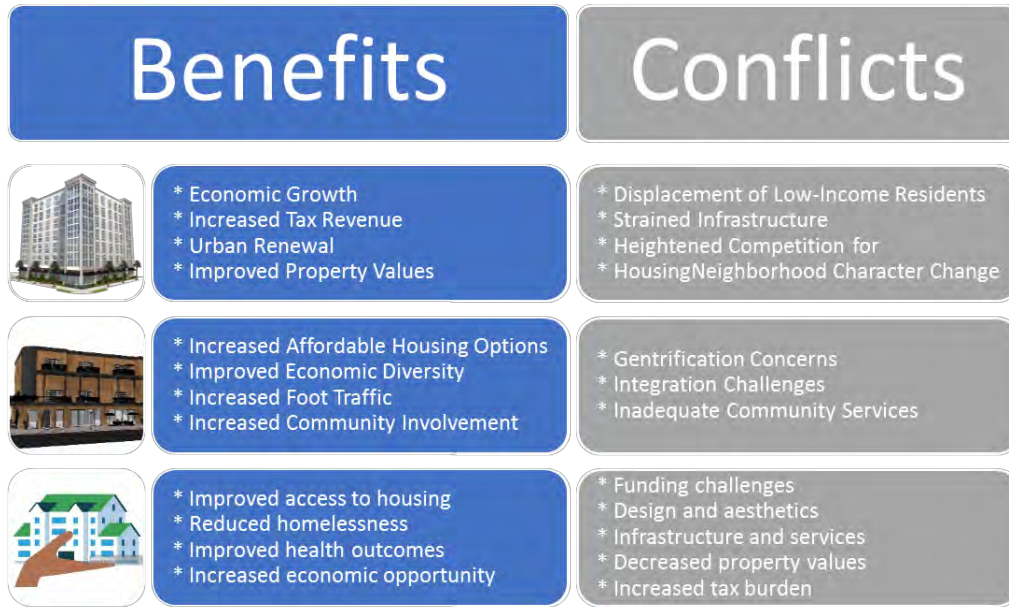 Benefits
Conflicts
* Economic Growth
* Increased Tax Revenue
* Urban Renewal
* Improved Property Values
* Displacement of Low-Income Residents
* Strained Infrastructure
* Heightened Competition for
* HousingNeighborhood Character Change
* Increased Affordable Housing Options
* Improved Economic Diversity
* Increased Foot Traffic
* Increased Community Involvement
* Gentrification Concerns
* Integration Challenges
* Inadequate Community Services
* Improved access to housing
* Reduced homelessness
* Improved health outcomes
* Increased economic opportunity
* Funding challenges
* Design and aesthetics
* Infrastructure and services
* Decreased property values
* Increased tax burden